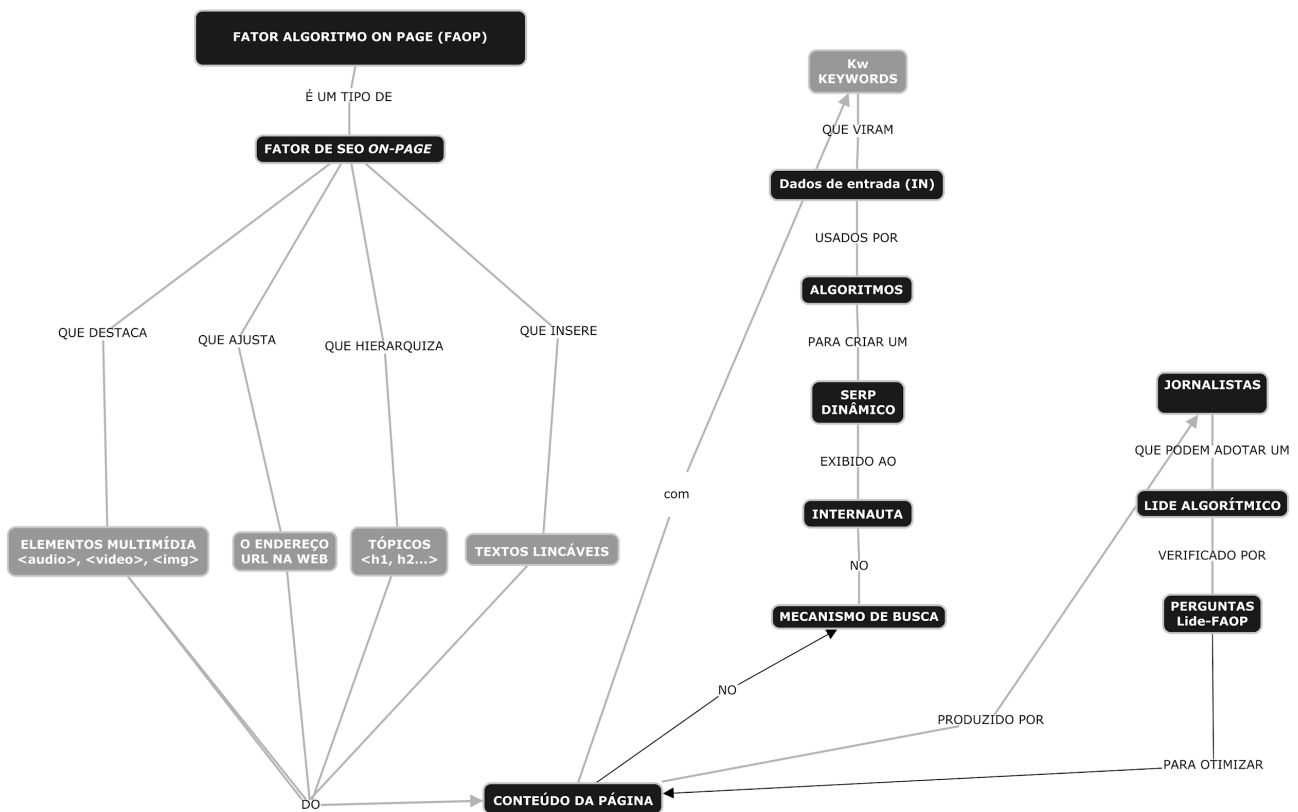 FATOR ALGORITMO ON PAGE (FAOP)
É UM TIPO DE
FATOR DE SEO ON-PAGE
QUE DESTACA
QUE AJUSTA
QUE HIERARQUIZA
QUE INSERE
ELEMENTOS MULTIMÍDIA
<audio>, <video>, <img>
O ENDEREÇO
URL NA WEB
TÓPICOS
<h1, h2...>
TEXTOS LINCÁVEIS
DO
CONTEÚDO DA PÁGINA
com
Kw
KEYWORDS
QUE VIRAM
Dados de entrada (IN)
USADOS POR
ALGORITMOS
PARA CRIAR UM
SERP
DINÂMICO
EXIBIDO AO
INTERNAUTA
NO
MECANISMO DE BUSCA
NO
PRODUZIDO POR
JORNALISTAS
QUE PODEM ADOTAR UM
LIDE ALGORÍTMICO
VERIFICADO POR
PERGUNTAS
Lide-FAOP
PARA OTIMIZAR